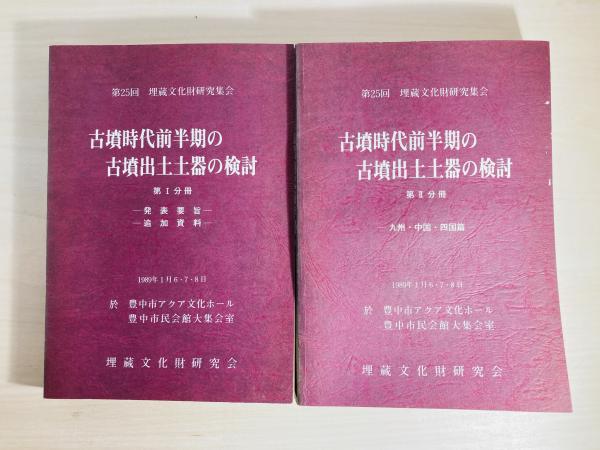 第25回 埋蔵文化財研究集会
古墳時代前半期の
古墳出土土器の検討
第Ⅰ分冊
―発表要旨―
―追加資料―
1989年1月6・7・8日
於 豊中市アクア文化ホール
豊中市民会館大集会室
埋蔵文化財研究会
第25回 埋蔵文化財研究集会
古墳時代前半期の
古墳出土土器の検討
第Ⅱ分冊
―九州・中国・四国篇
1989年1月6・7・8日
於 豊中市アクア文化ホール
豊中市民会館大集会室
埋蔵文化財研究会